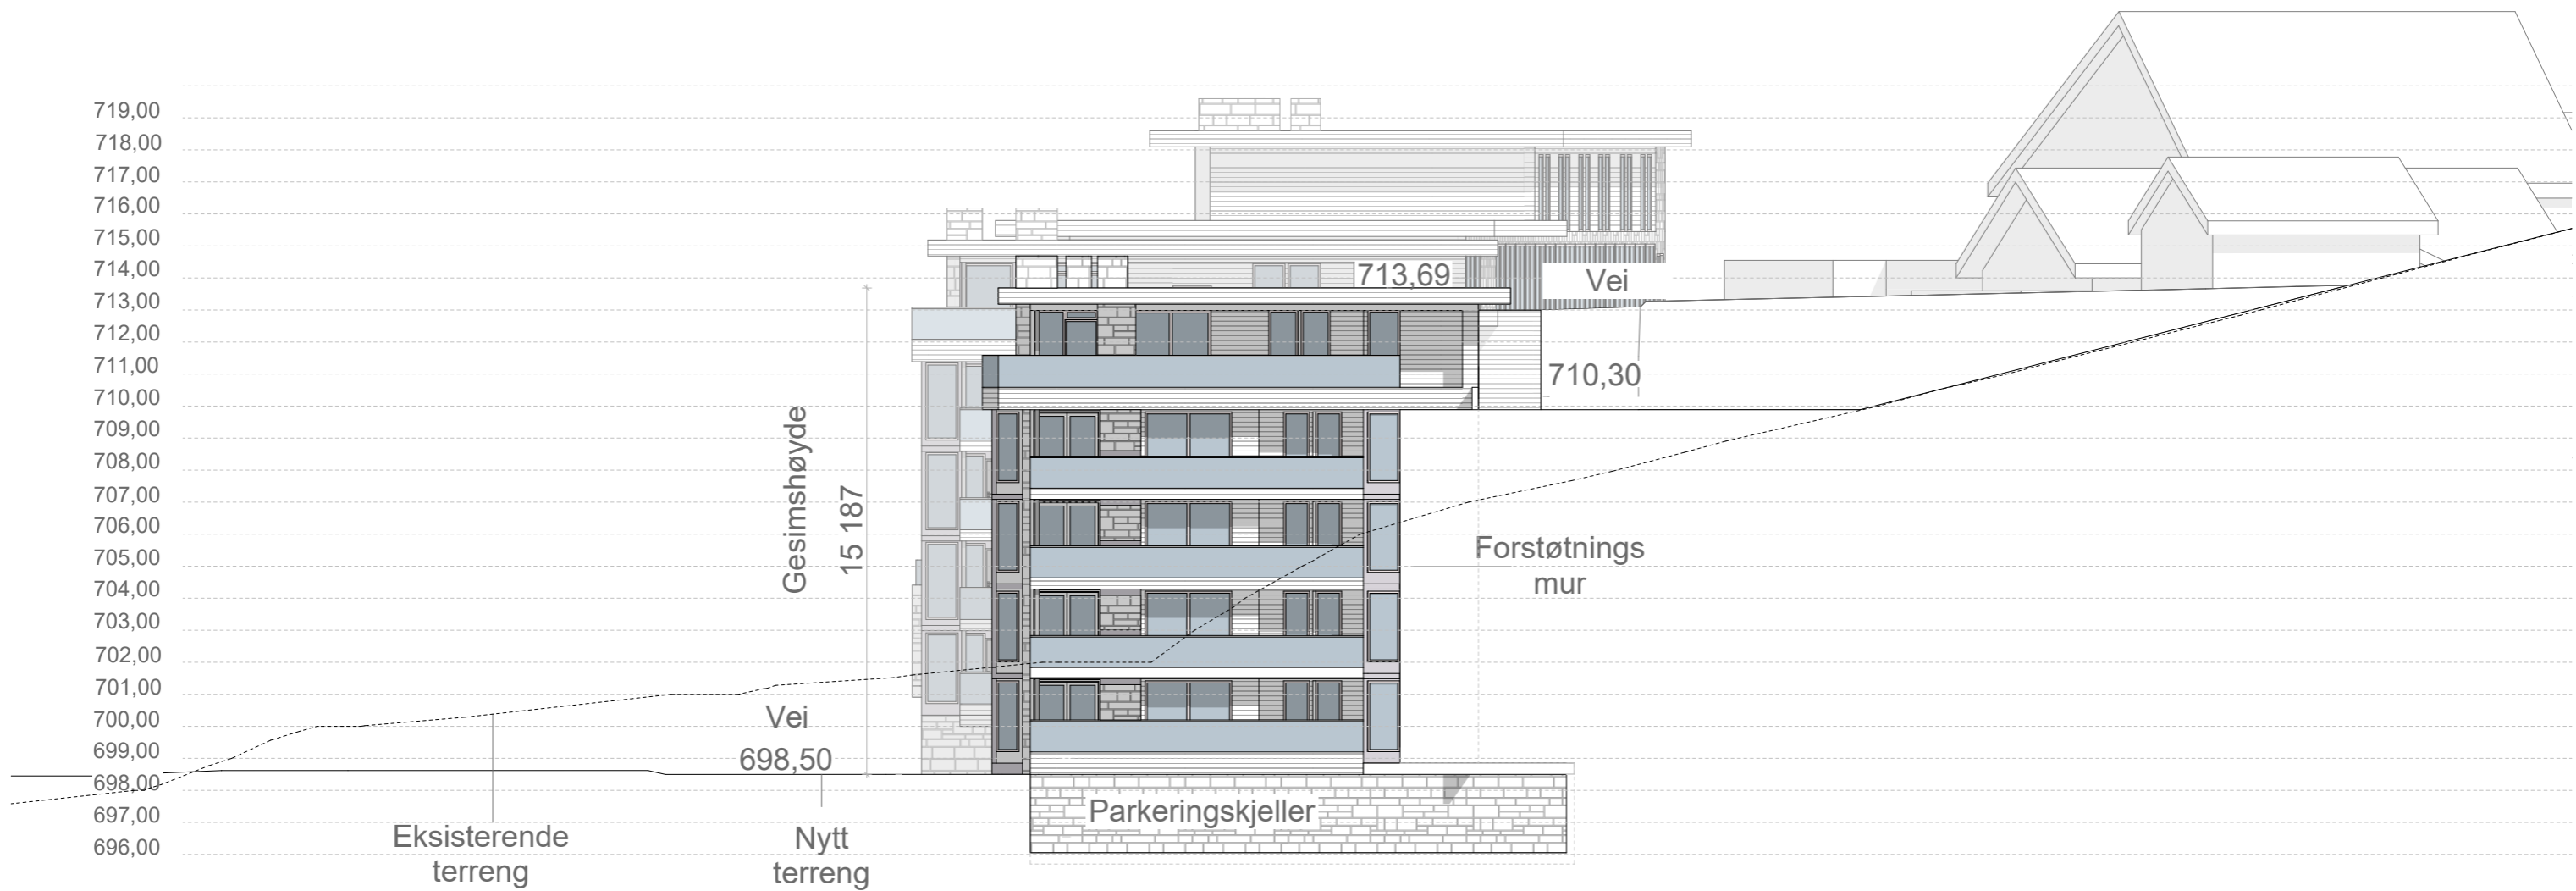 719,00
718,00
717,00
716,00
715,00
714,00
713,00
712,00
711,00
710,00
709,00
708,00
707,00
706,00
705,00
704,00
703,00
702,00
701,00
700,00
699,00
698,00
697,00
696,00
Gesimshøyde
15 187
713,69
Vei
710,30
Forstøtnings
mur
Vei
698,50
Parkeringskjeller
Eksisterende
terreng
Nytt
terreng